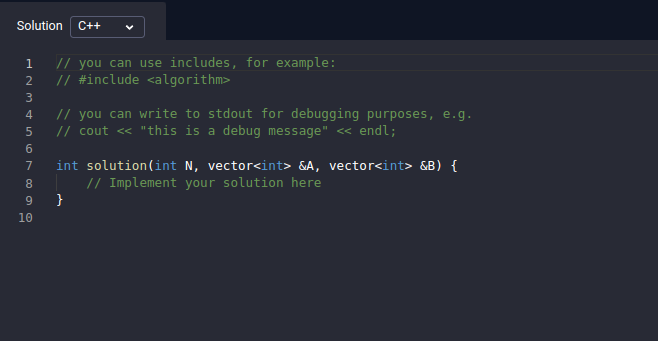 Solution C++
1 // you can use includes, for example:
2 // #include <algorithm>
3
4 // you can write to stdout for debugging purposes, e.g.
5 // cout << "this is a debug message" << endl;
6
7 int solution(int N, vector<int> &A, vector<int> &B) {
8     // Implement your solution here
9 }
10